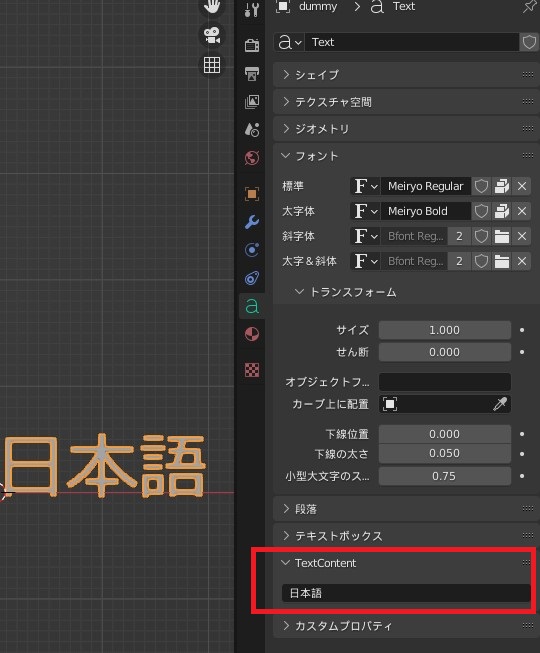 dummy > Text
Text
シェイプ
テクスチャ空間
ジオメトリ
フォント
標準 F Meiryo Regular
太字体 F Meiryo Bold
斜字体 F Bfont Reg... 2
太字＆斜体 F Bfont Reg... 2
トランスフォーム
サイズ 1.000
せん断 0.000
オブジェクトフ...
カーブ上に配置
下線位置 0.000
下線の太さ 0.050
小型大文字のス... 0.75
段落
テキストボックス
TextContent
日本語
カスタムプロパティ
日本語